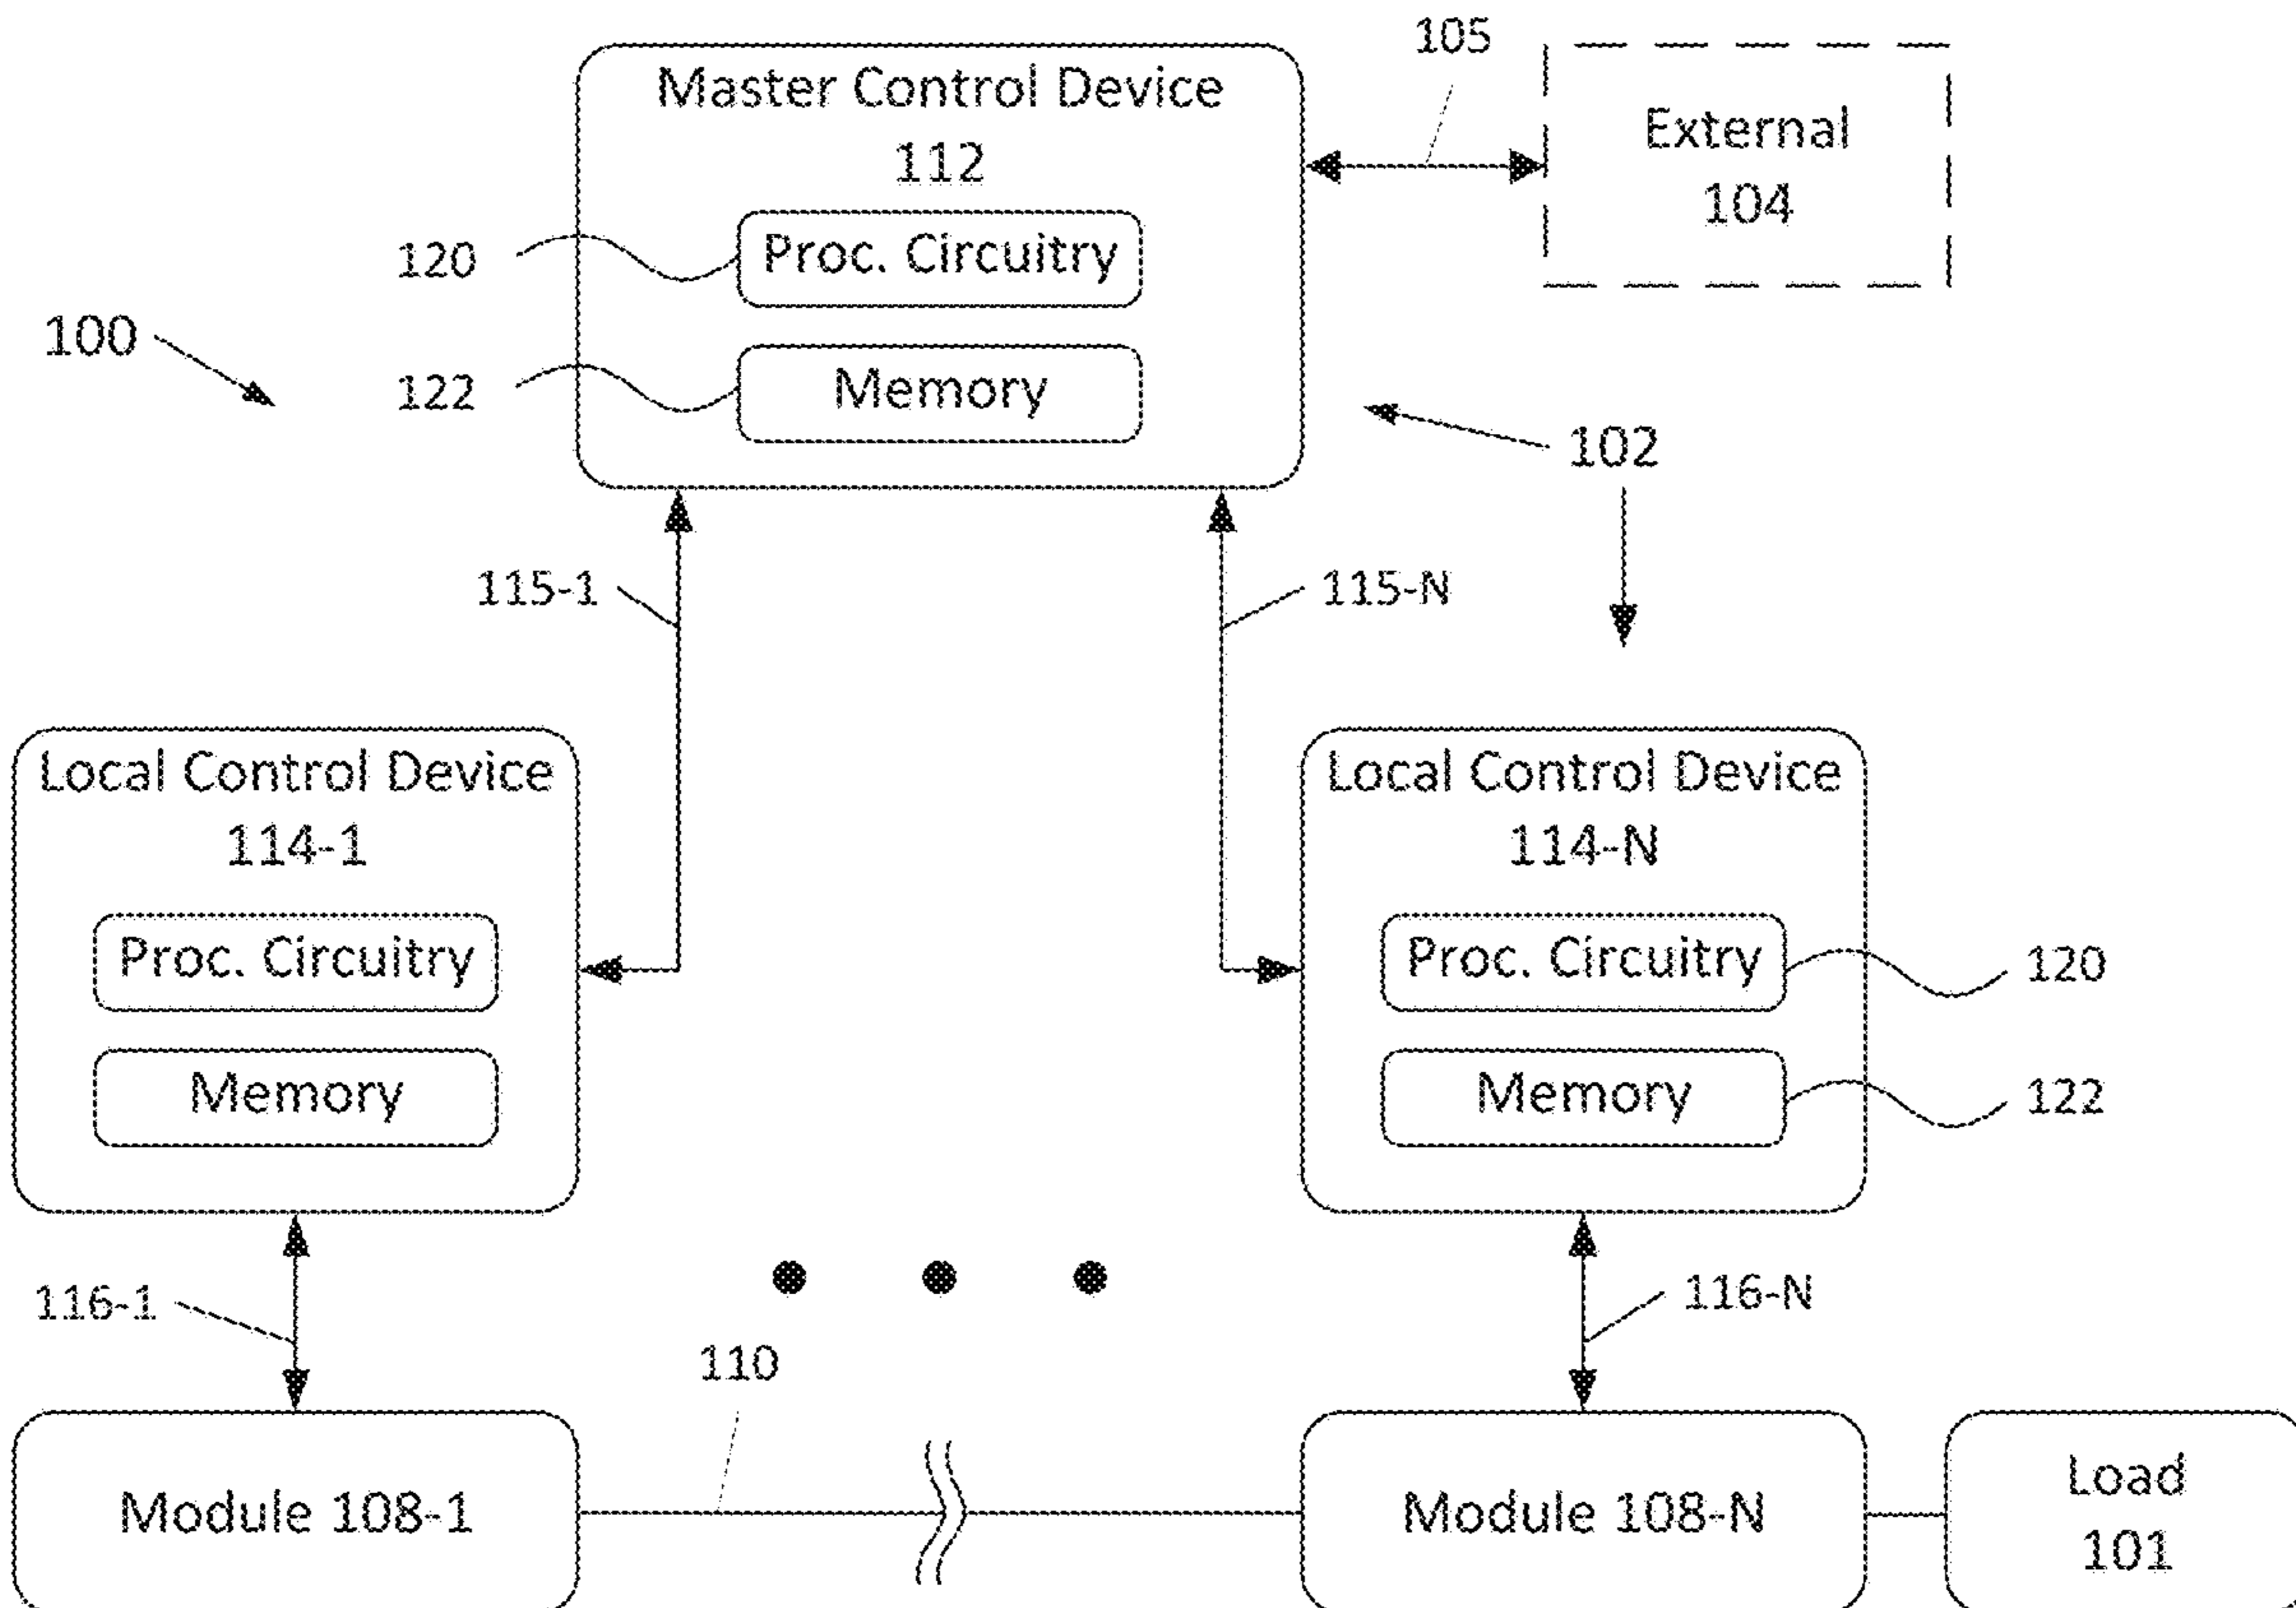 105
Master Control Device
112
External
104
120
Proc. Circuitry
100
122
Memory
102
115-1
115-N
Local Control Device
114-1
Proc. Circuitry
Memory
Local Control Device
114-N
Proc. Circuitry
120
Memory
122
116-1
116-N
110
Module 108-1
Module 108-N
Load
101